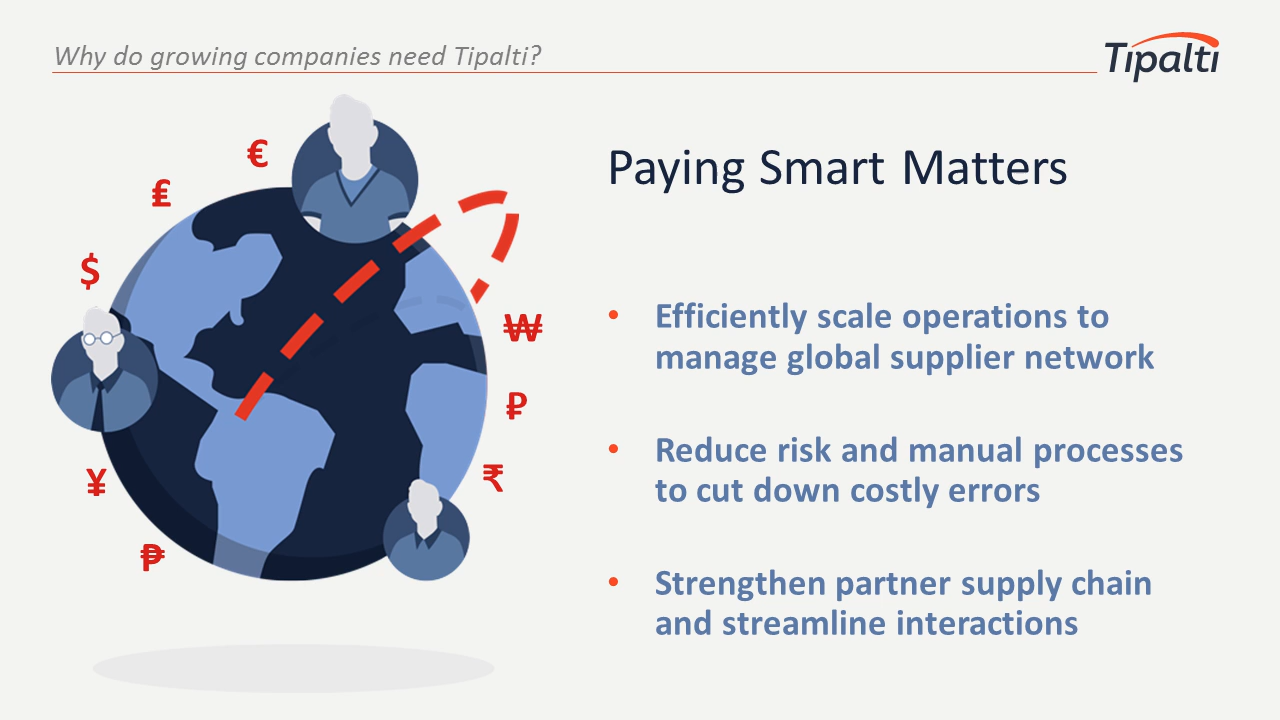 Why do growing companies need Tipalti?
Tipalti
Paying Smart Matters
€
£
$
₩
₽
¥
₹
₱
• Efficiently scale operations to
manage global supplier network
• Reduce risk and manual processes
to cut down costly errors
• Strengthen partner supply chain
and streamline interactions